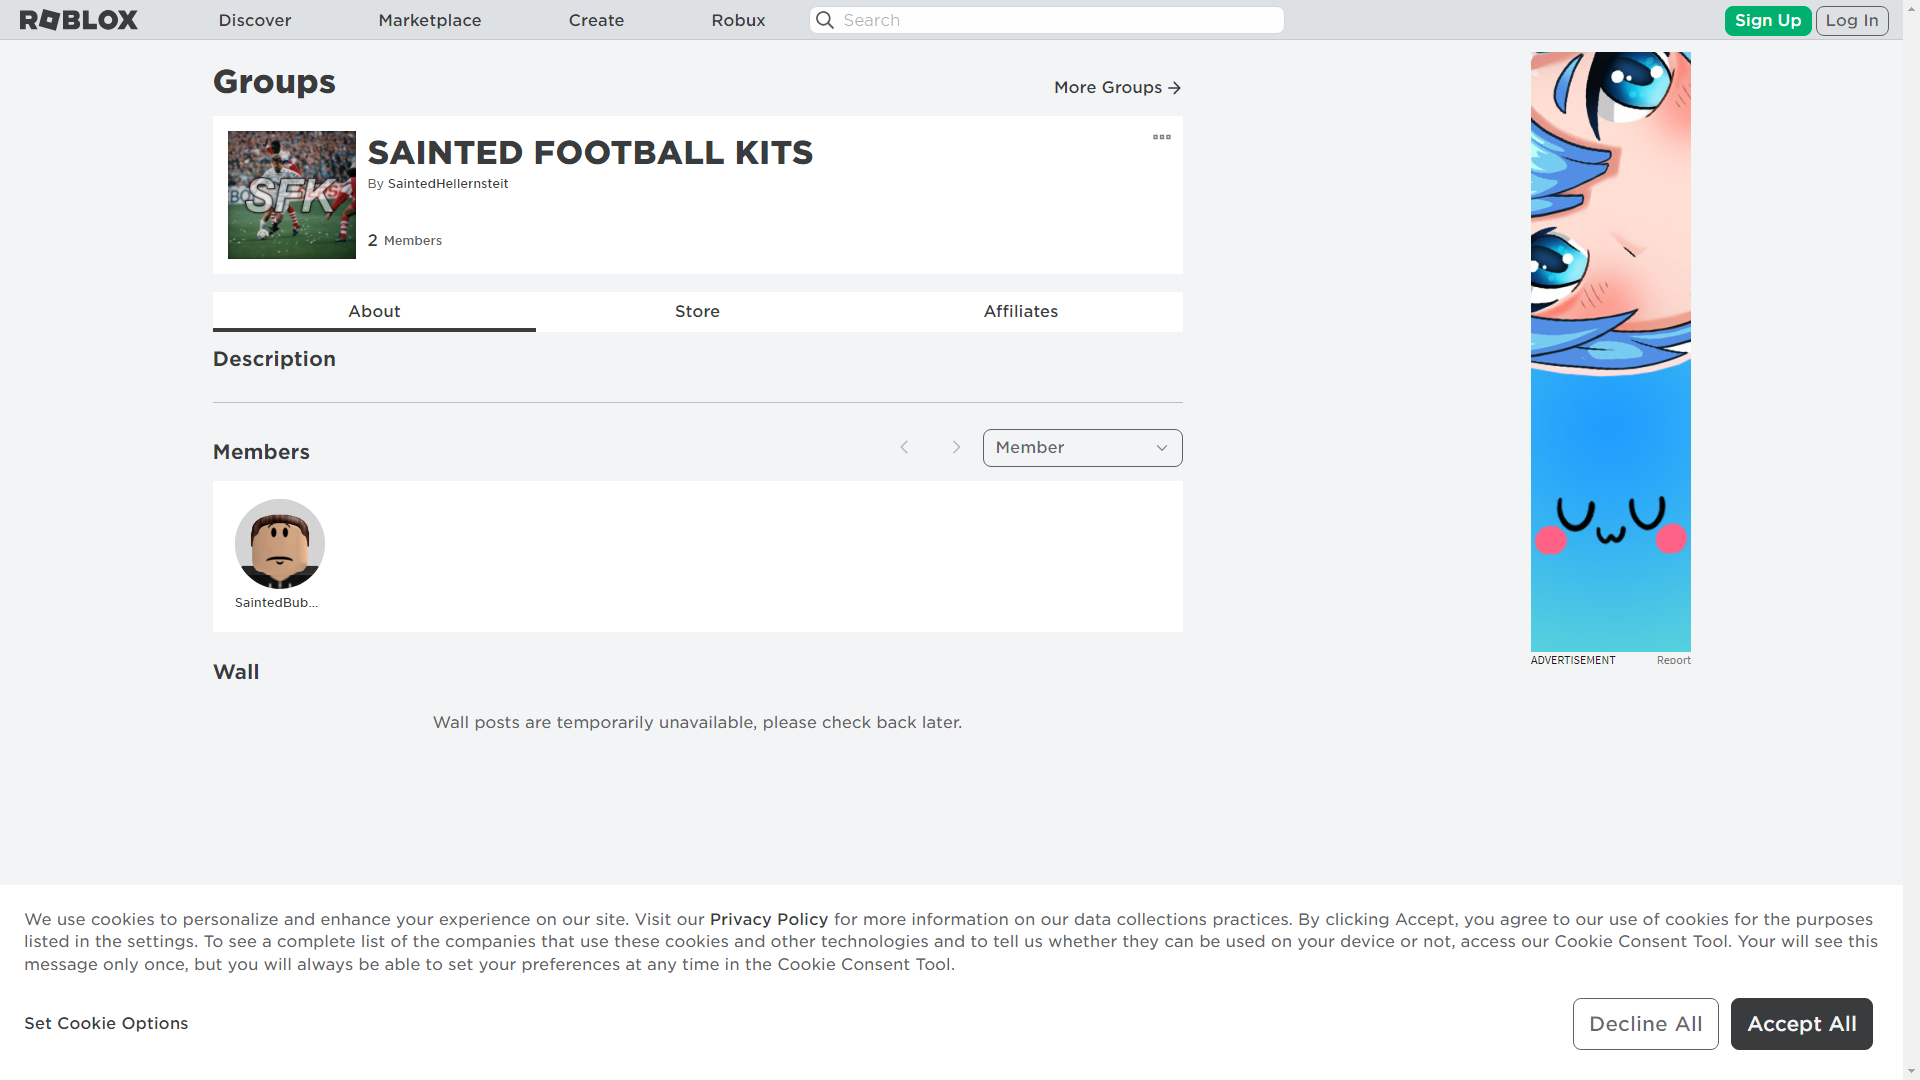 ROBLOX
Discover
Marketplace
Create
Robux
Search
Sign Up
Log In
Groups
More Groups
SFK
SAINTED FOOTBALL KITS
By SaintedHellernsteit
2 Members
About
Store
Affiliates
Description
Members
Member
SaintedBub...
Wall
Wall posts are temporarily unavailable, please check back later.
ADVERTISEMENT
Report
We use cookies to personalize and enhance your experience on our site. Visit our Privacy Policy for more information on our data collections practices. By clicking Accept, you agree to our use of cookies for the purposes
listed in the settings. To see a complete list of the companies that use these cookies and other technologies and to tell us whether they can be used on your device or not, access our Cookie Consent Tool. Your will see this
message only once, but you will always be able to set your preferences at any time in the Cookie Consent Tool.
Set Cookie Options
Decline All
Accept All